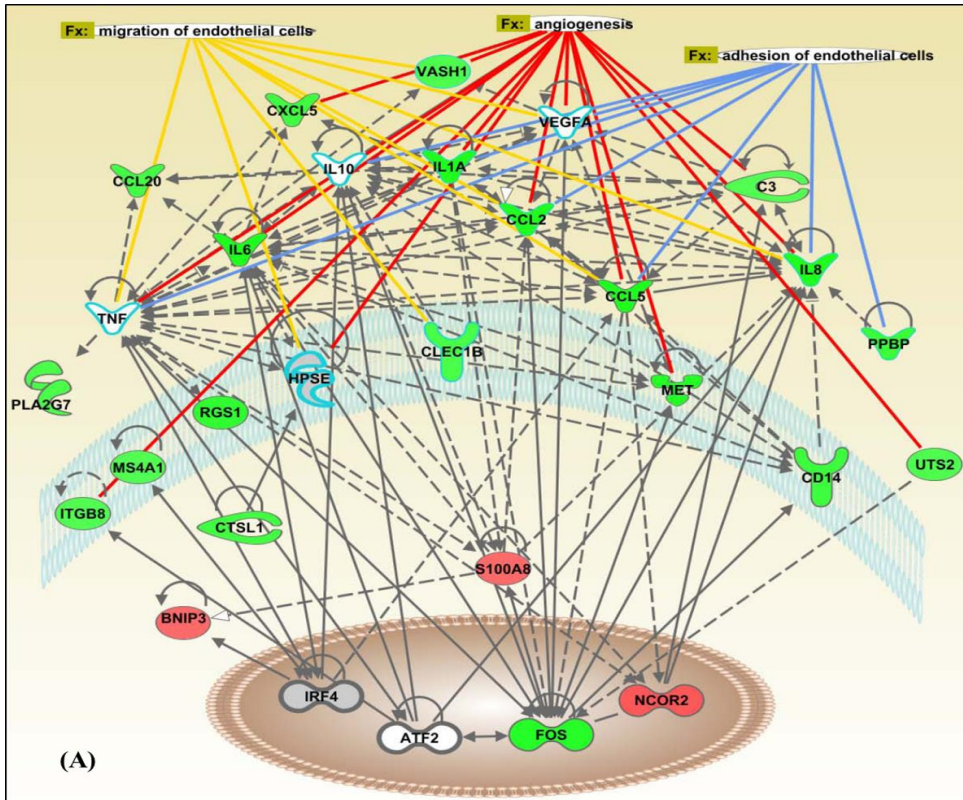 Fx: migration of endothelial cells
Fx: angiogenesis
Fx: adhesion of endothelial cells
VASH1
CXCL5
VEGFA
IL10
IL1A
CCL20
C3
CCL2
IL6
IL8
CCL5
TNF
PPBP
CLEC1B
HPSE
MET
PLA2G7
RGS1
MS4A1
UTS2
CD14
ITGB8
CTSL1
S100A8
BNIP3
IRF4
NCOR2
ATF2
FOS
(A)